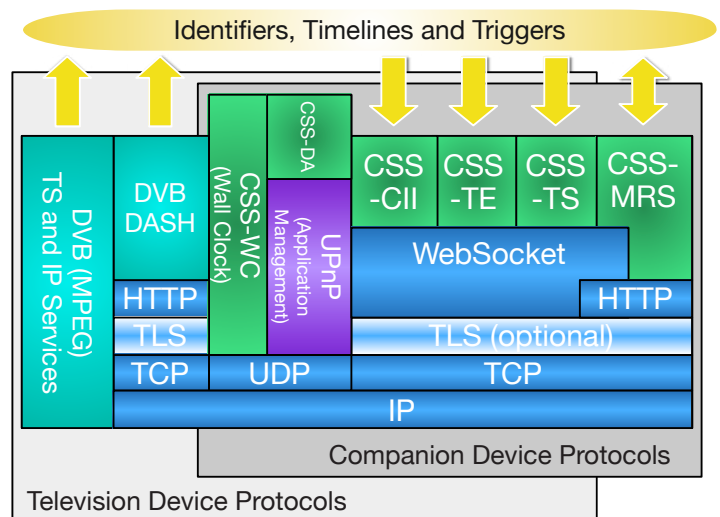 Identifiers, Timelines and Triggers
DVB (MPEG)
TS and IP Services
DVB
DASH
CSS-WC
(Wall Clock)
CSS-DA
UPnP
(Application
Management)
CSS
-CII
CSS
-TE
CSS
-TS
CSS-
MRS
WebSocket
HTTP
HTTP
TLS
TLS (optional)
TCP
UDP
TCP
IP
Companion Device Protocols
Television Device Protocols